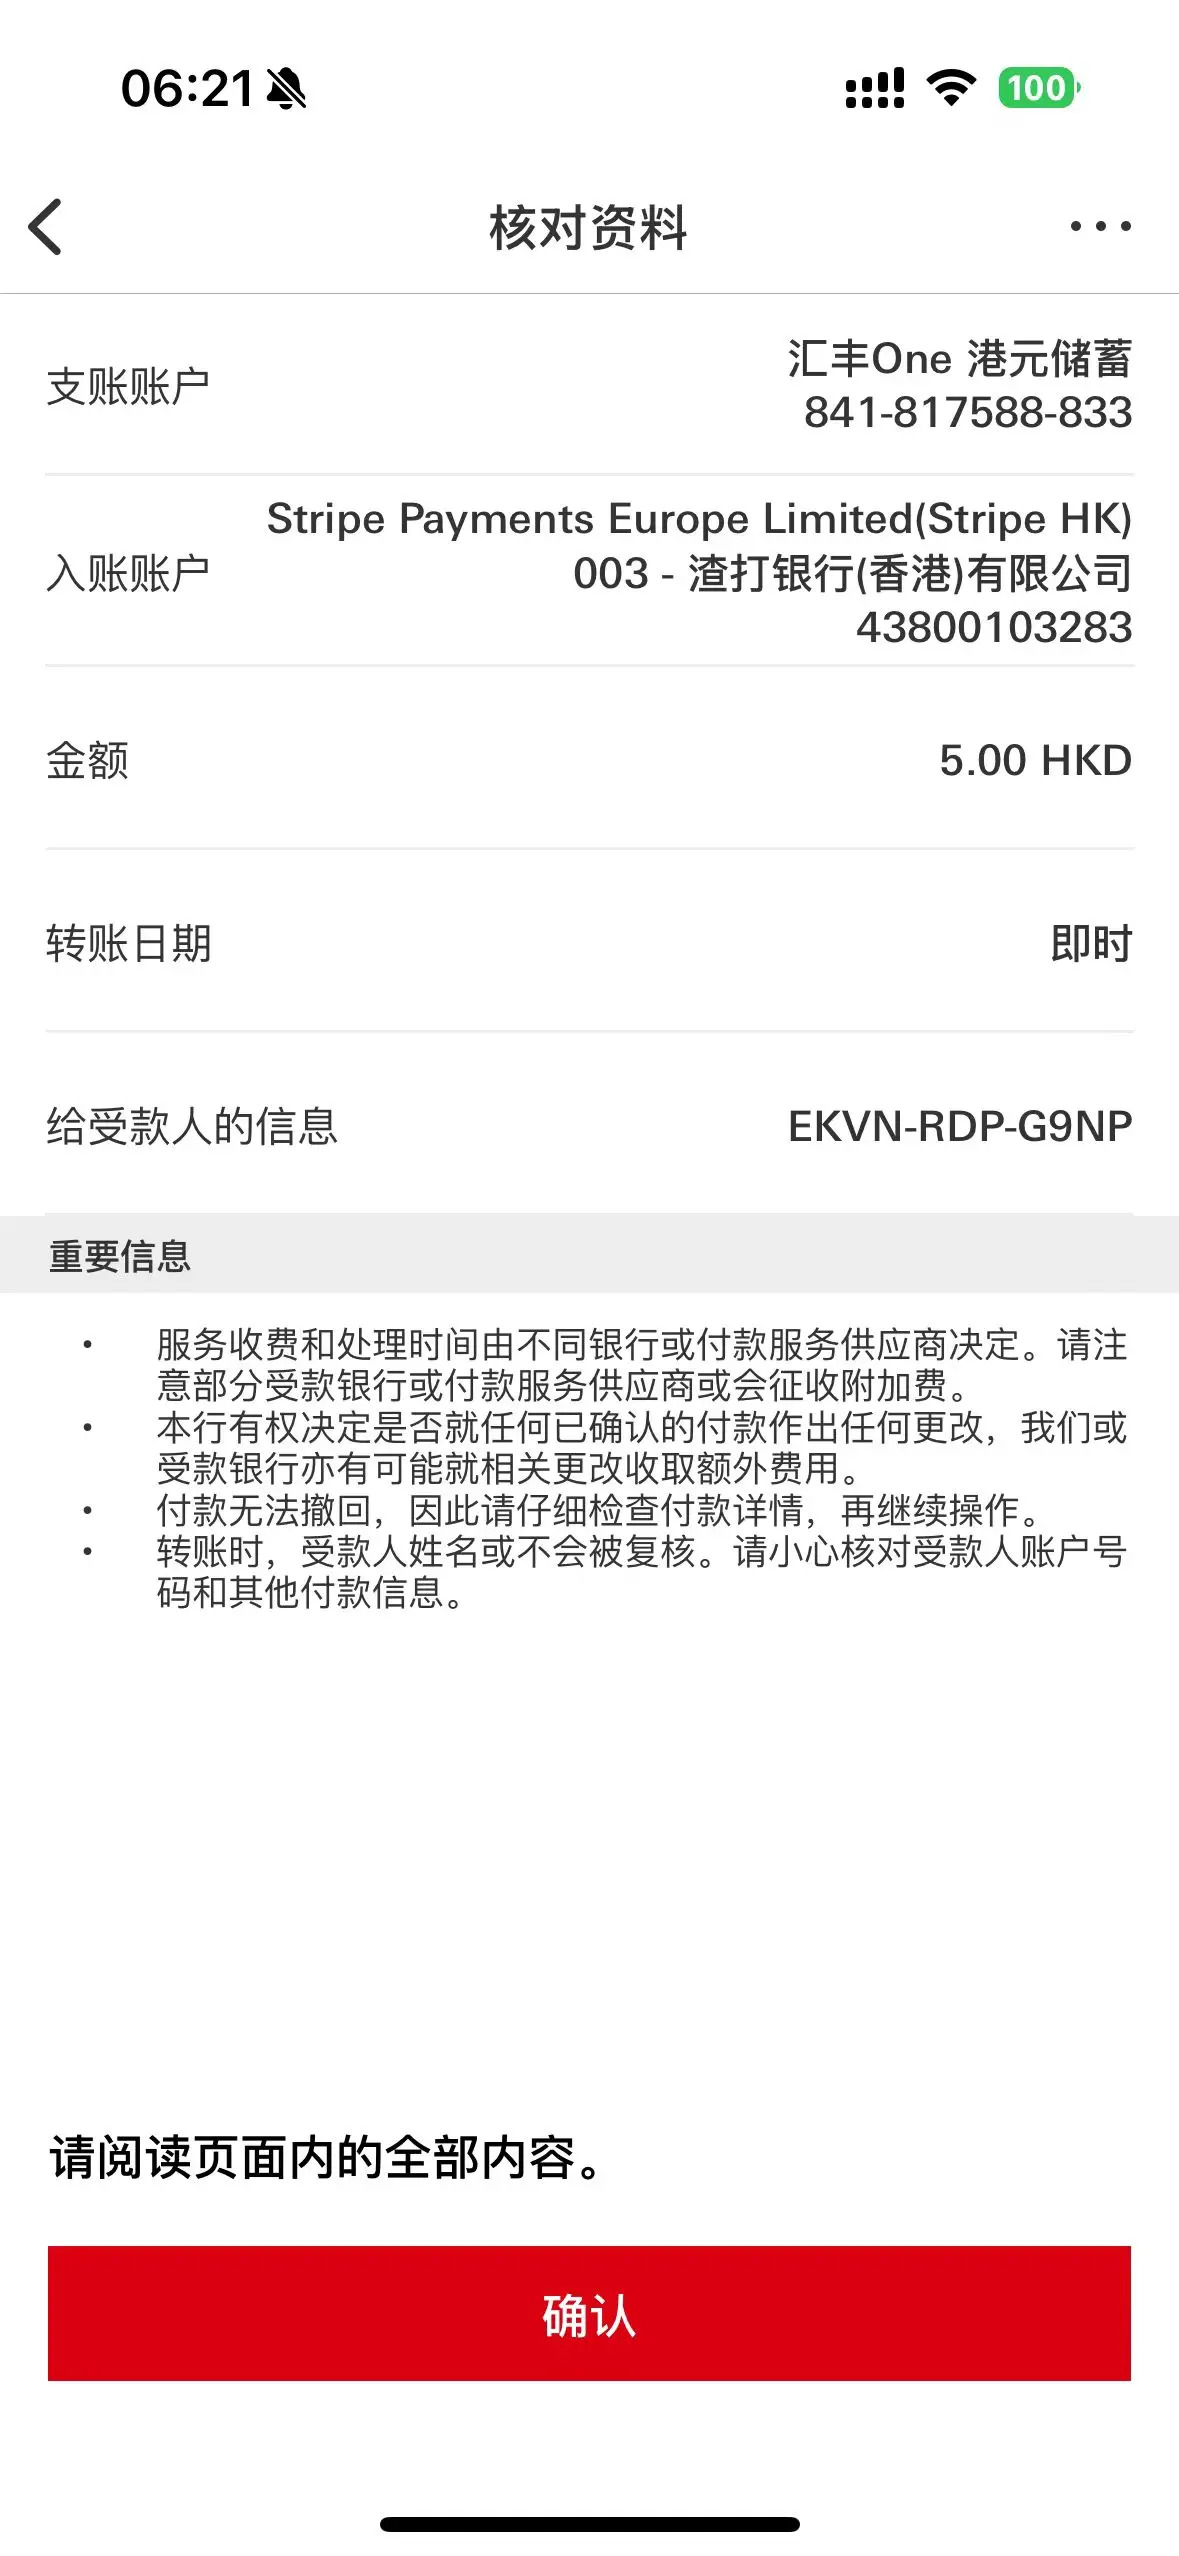 06:21
100
核对资料
支账账户
汇丰One 港元储蓄
841-817588-833
入账账户
Stripe Payments Europe Limited(Stripe HK)
003 - 渣打银行(香港)有限公司
43800103283
金额
5.00 HKD
转账日期
即时
给受款人的信息
EKVN-RDP-G9NP
重要信息
• 服务收费和处理时间由不同银行或付款服务供应商决定。请注
意部分受款银行或付款服务供应商或会征收附加费。
• 本行有权决定是否就任何已确认的付款作出任何更改，我们或
受款银行亦有可能就相关更改收取额外费用。
• 付款无法撤回，因此请仔细检查付款详情，再继续操作。
• 转账时，受款人姓名或不会被复核。请小心核对受款人账户号
码和其他付款信息。
请阅读页面内的全部内容。
确认